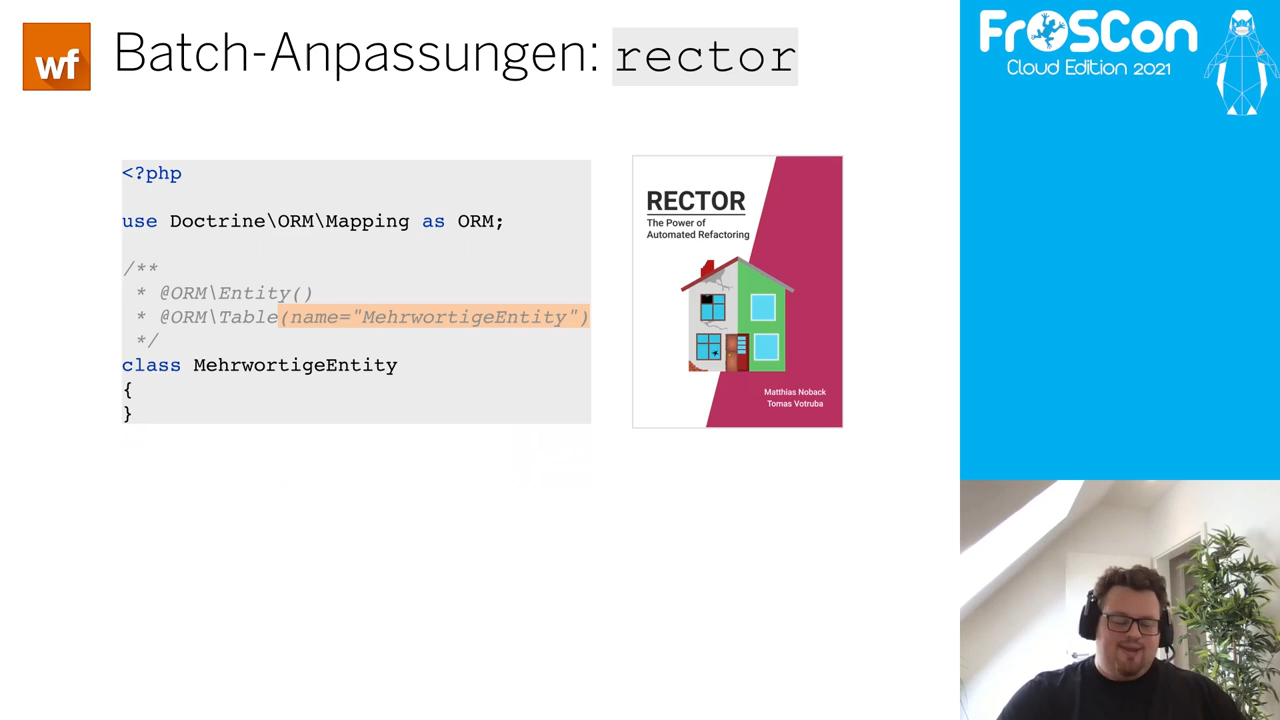 wf
Batch-Anpassungen: rector
<?php
use Doctrine\ORM\Mapping as ORM;
/**
* @ORM\Entity()
* @ORM\Table(name="MehrwortigeEntity")
*/
class MehrwortigeEntity
{
}
RECTOR
The Power of
Automated Refactoring
Matthias Noback
Tomas Votruba
FrOSCon
Cloud Edition 2021